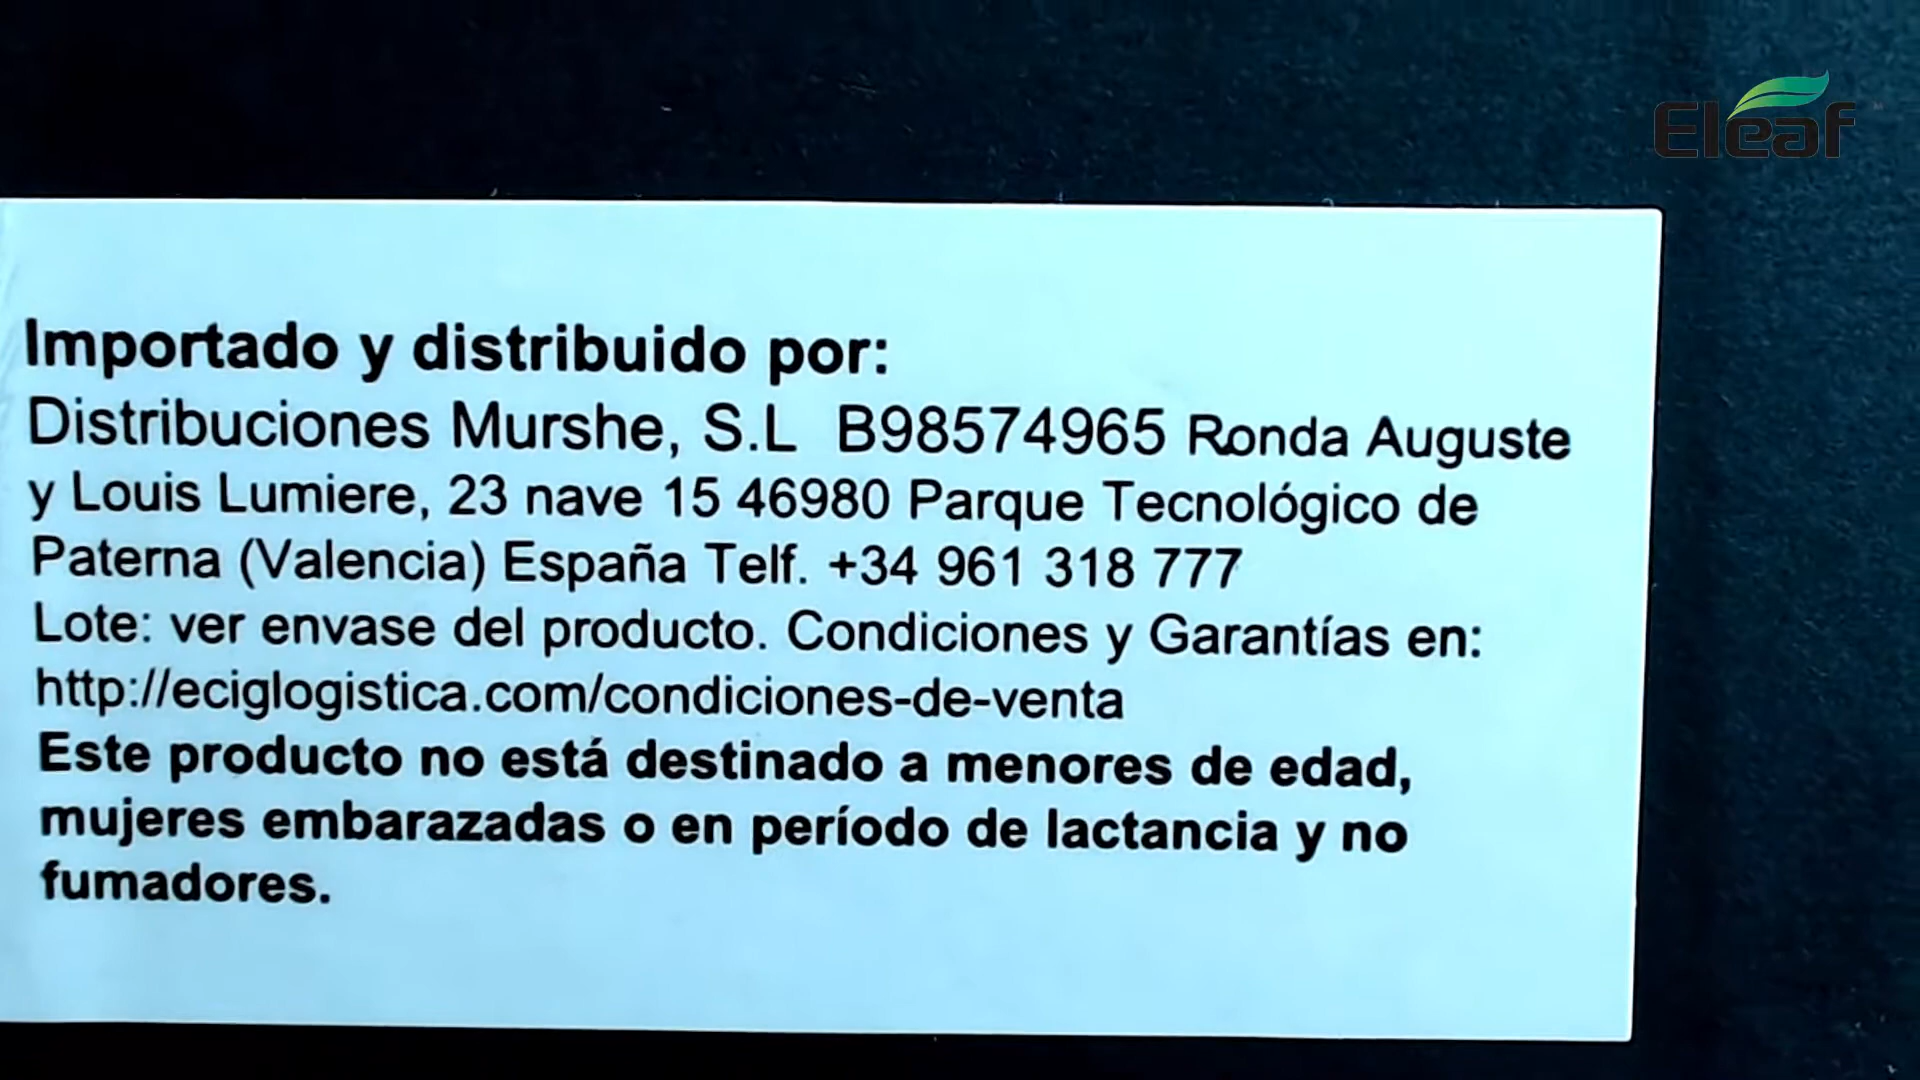 Eleaf
Importado y distribuido por:
Distribuciones Murshe, S.L B98574965 Ronda Auguste
y Louis Lumiere, 23 nave 15 46980 Parque Tecnológico de
Paterna (Valencia) España Telf. +34 961 318 777
Lote: ver envase del producto. Condiciones y Garantías en:
http://eciglogistica.com/condiciones-de-venta
Este producto no está destinado a menores de edad,
mujeres embarazadas o en período de lactancia y no
fumadores.